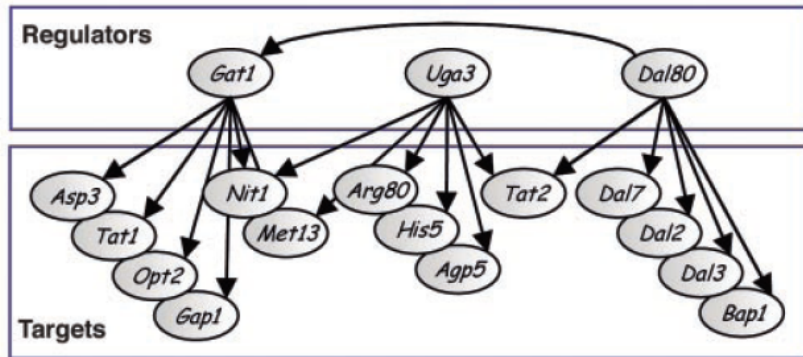 Regulators
Gat1
Uga3
Dal80
Asp3
Nit1
Arg80
Tat2
Dal7
Tat1
Met13
His5
Dal2
Opt2
Agp5
Dal3
Gap1
Bap1
Targets